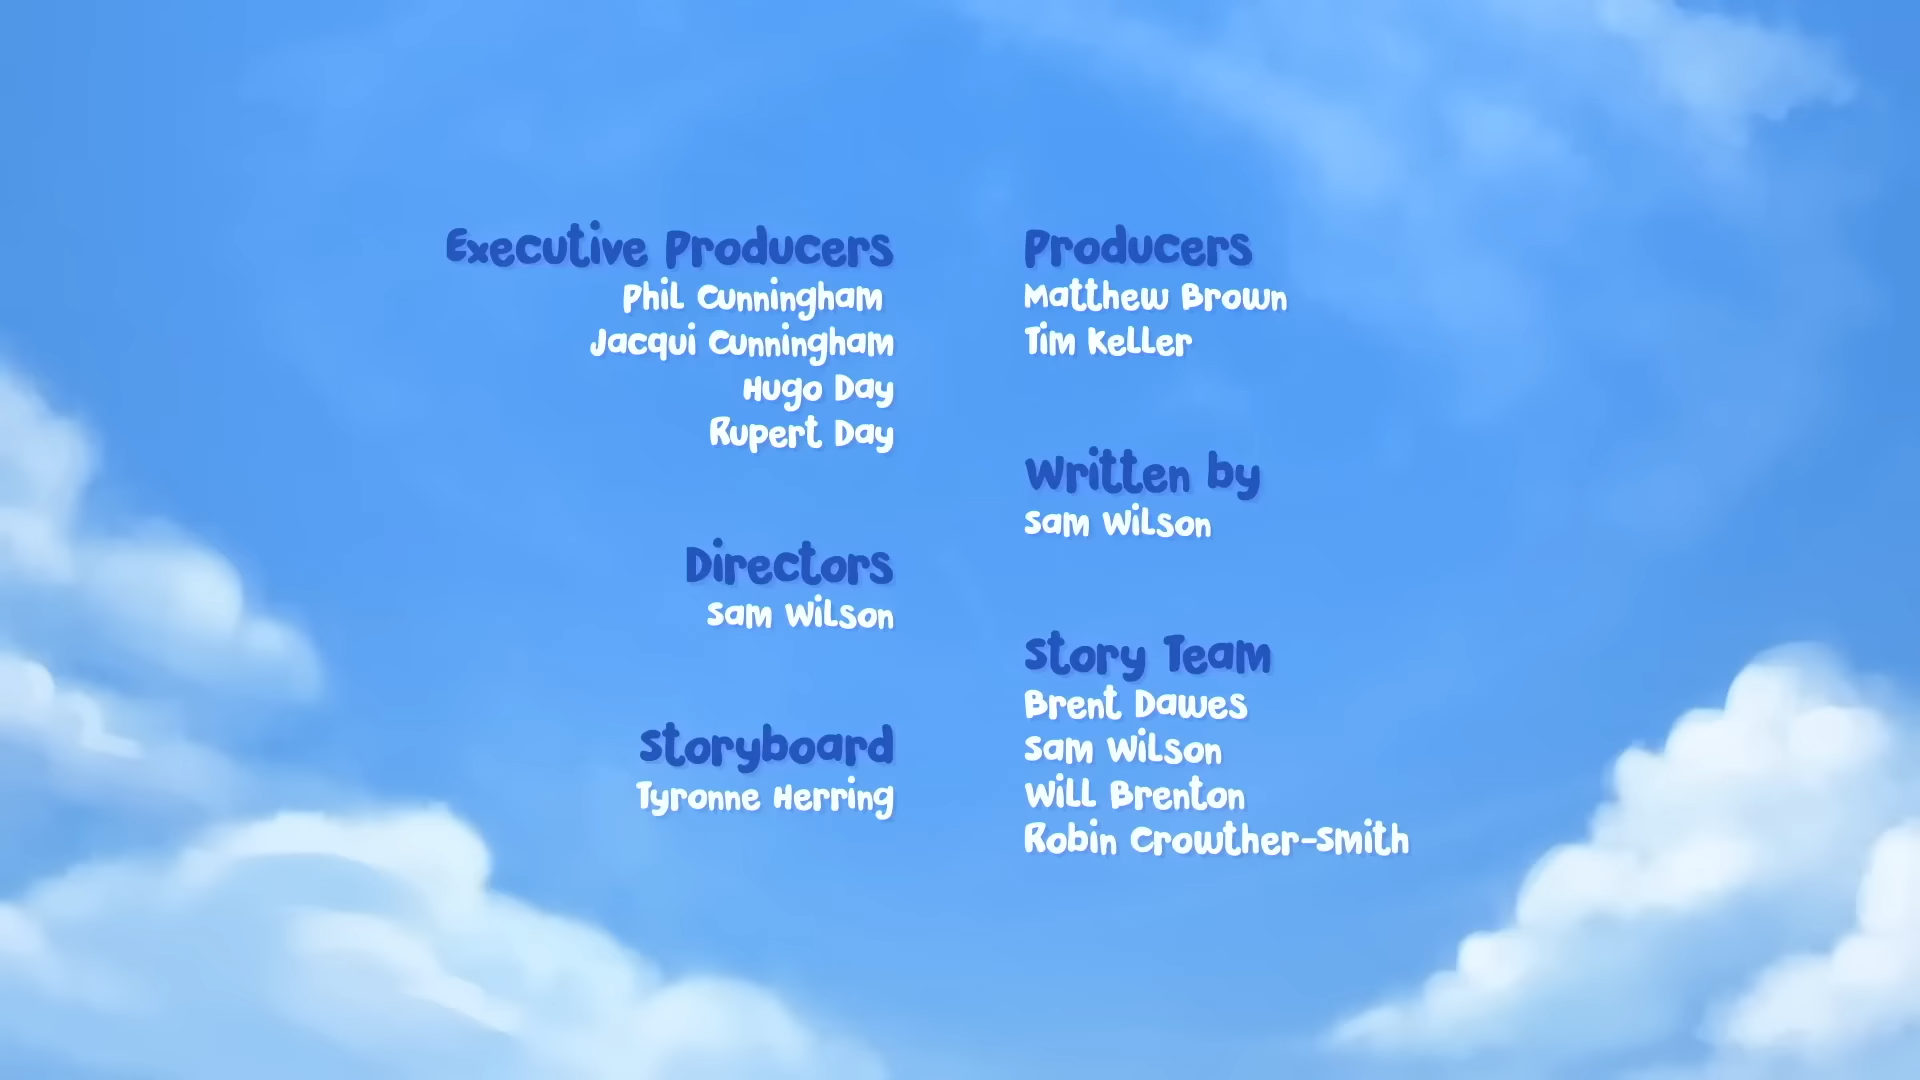 Executive Producers
Phil Cunningham
Jacqui Cunningham
Hugo Day
Rupert Day
Directors
Sam Wilson
Storyboard
Tyronne Herring
Producers
Matthew Brown
Tim Keller
Written by
Sam Wilson
Story Team
Brent Dawes
Sam Wilson
Will Brenton
Robin Crowther-Smith